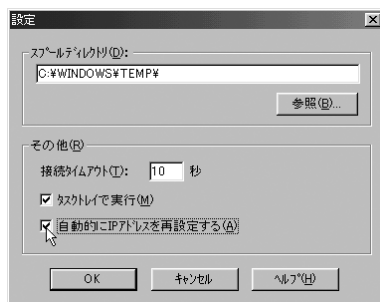 設定
スプールディレクトリ(D):
C:¥WINDOWS¥TEMP¥
参照(B)...
その他(R)
接続タイムアウト(T): 10 秒
タスクトレイで実行(M)
自動的にIPアドレスを再設定する(A)
OK キャンセル ヘルプ(H)